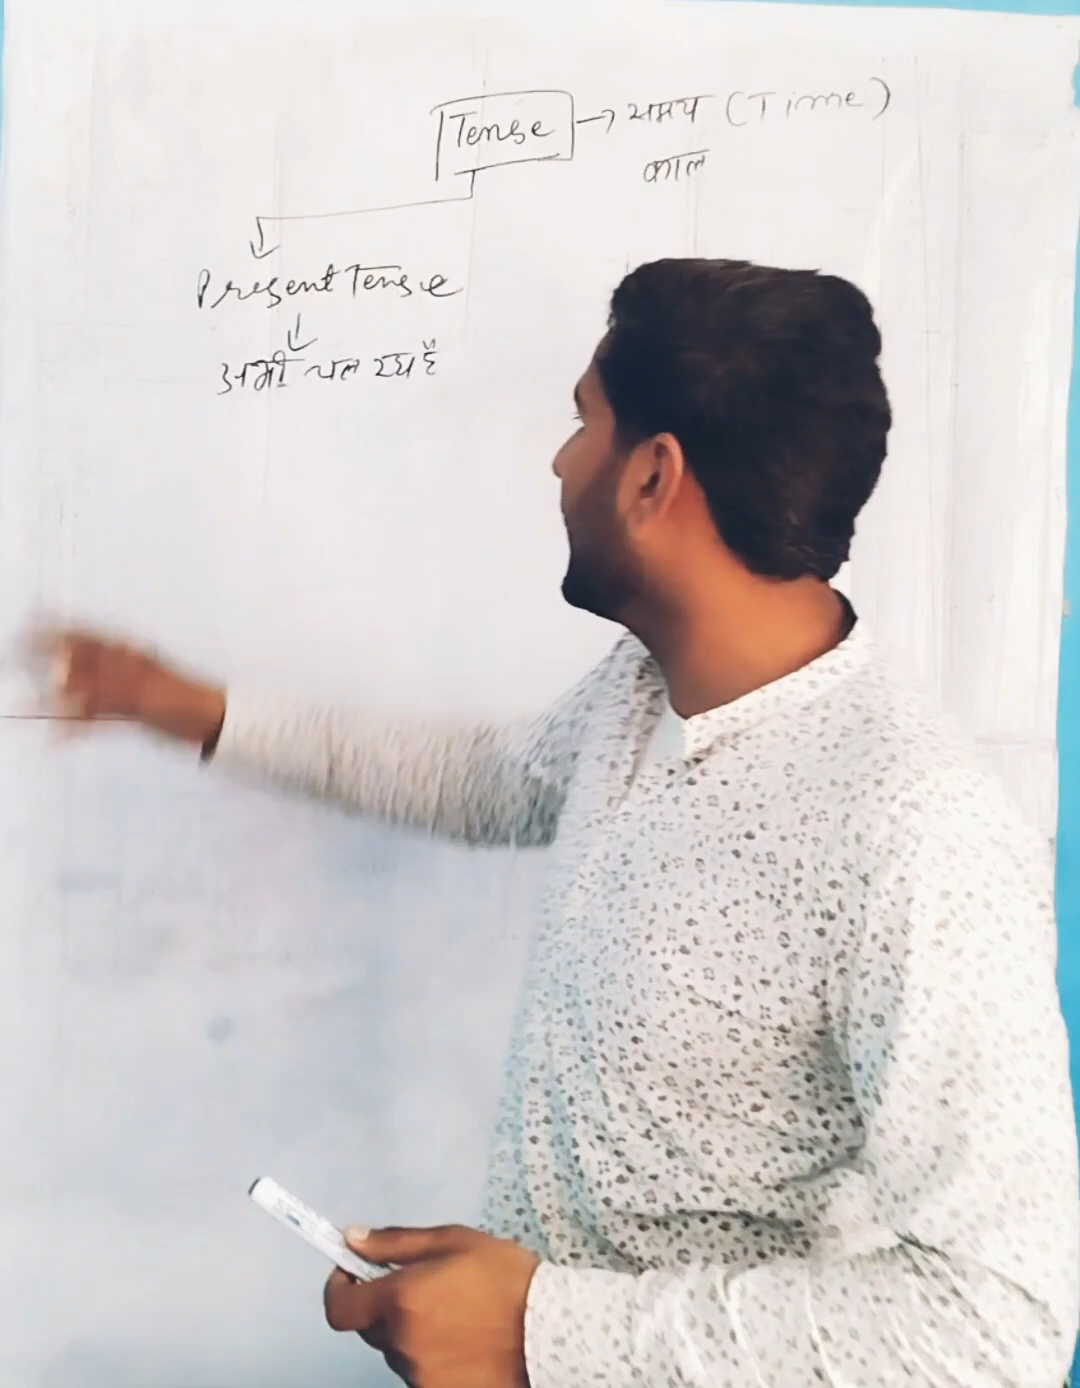 Tense → समय (Time)
काल
Present Tense
अभी चल रहा है